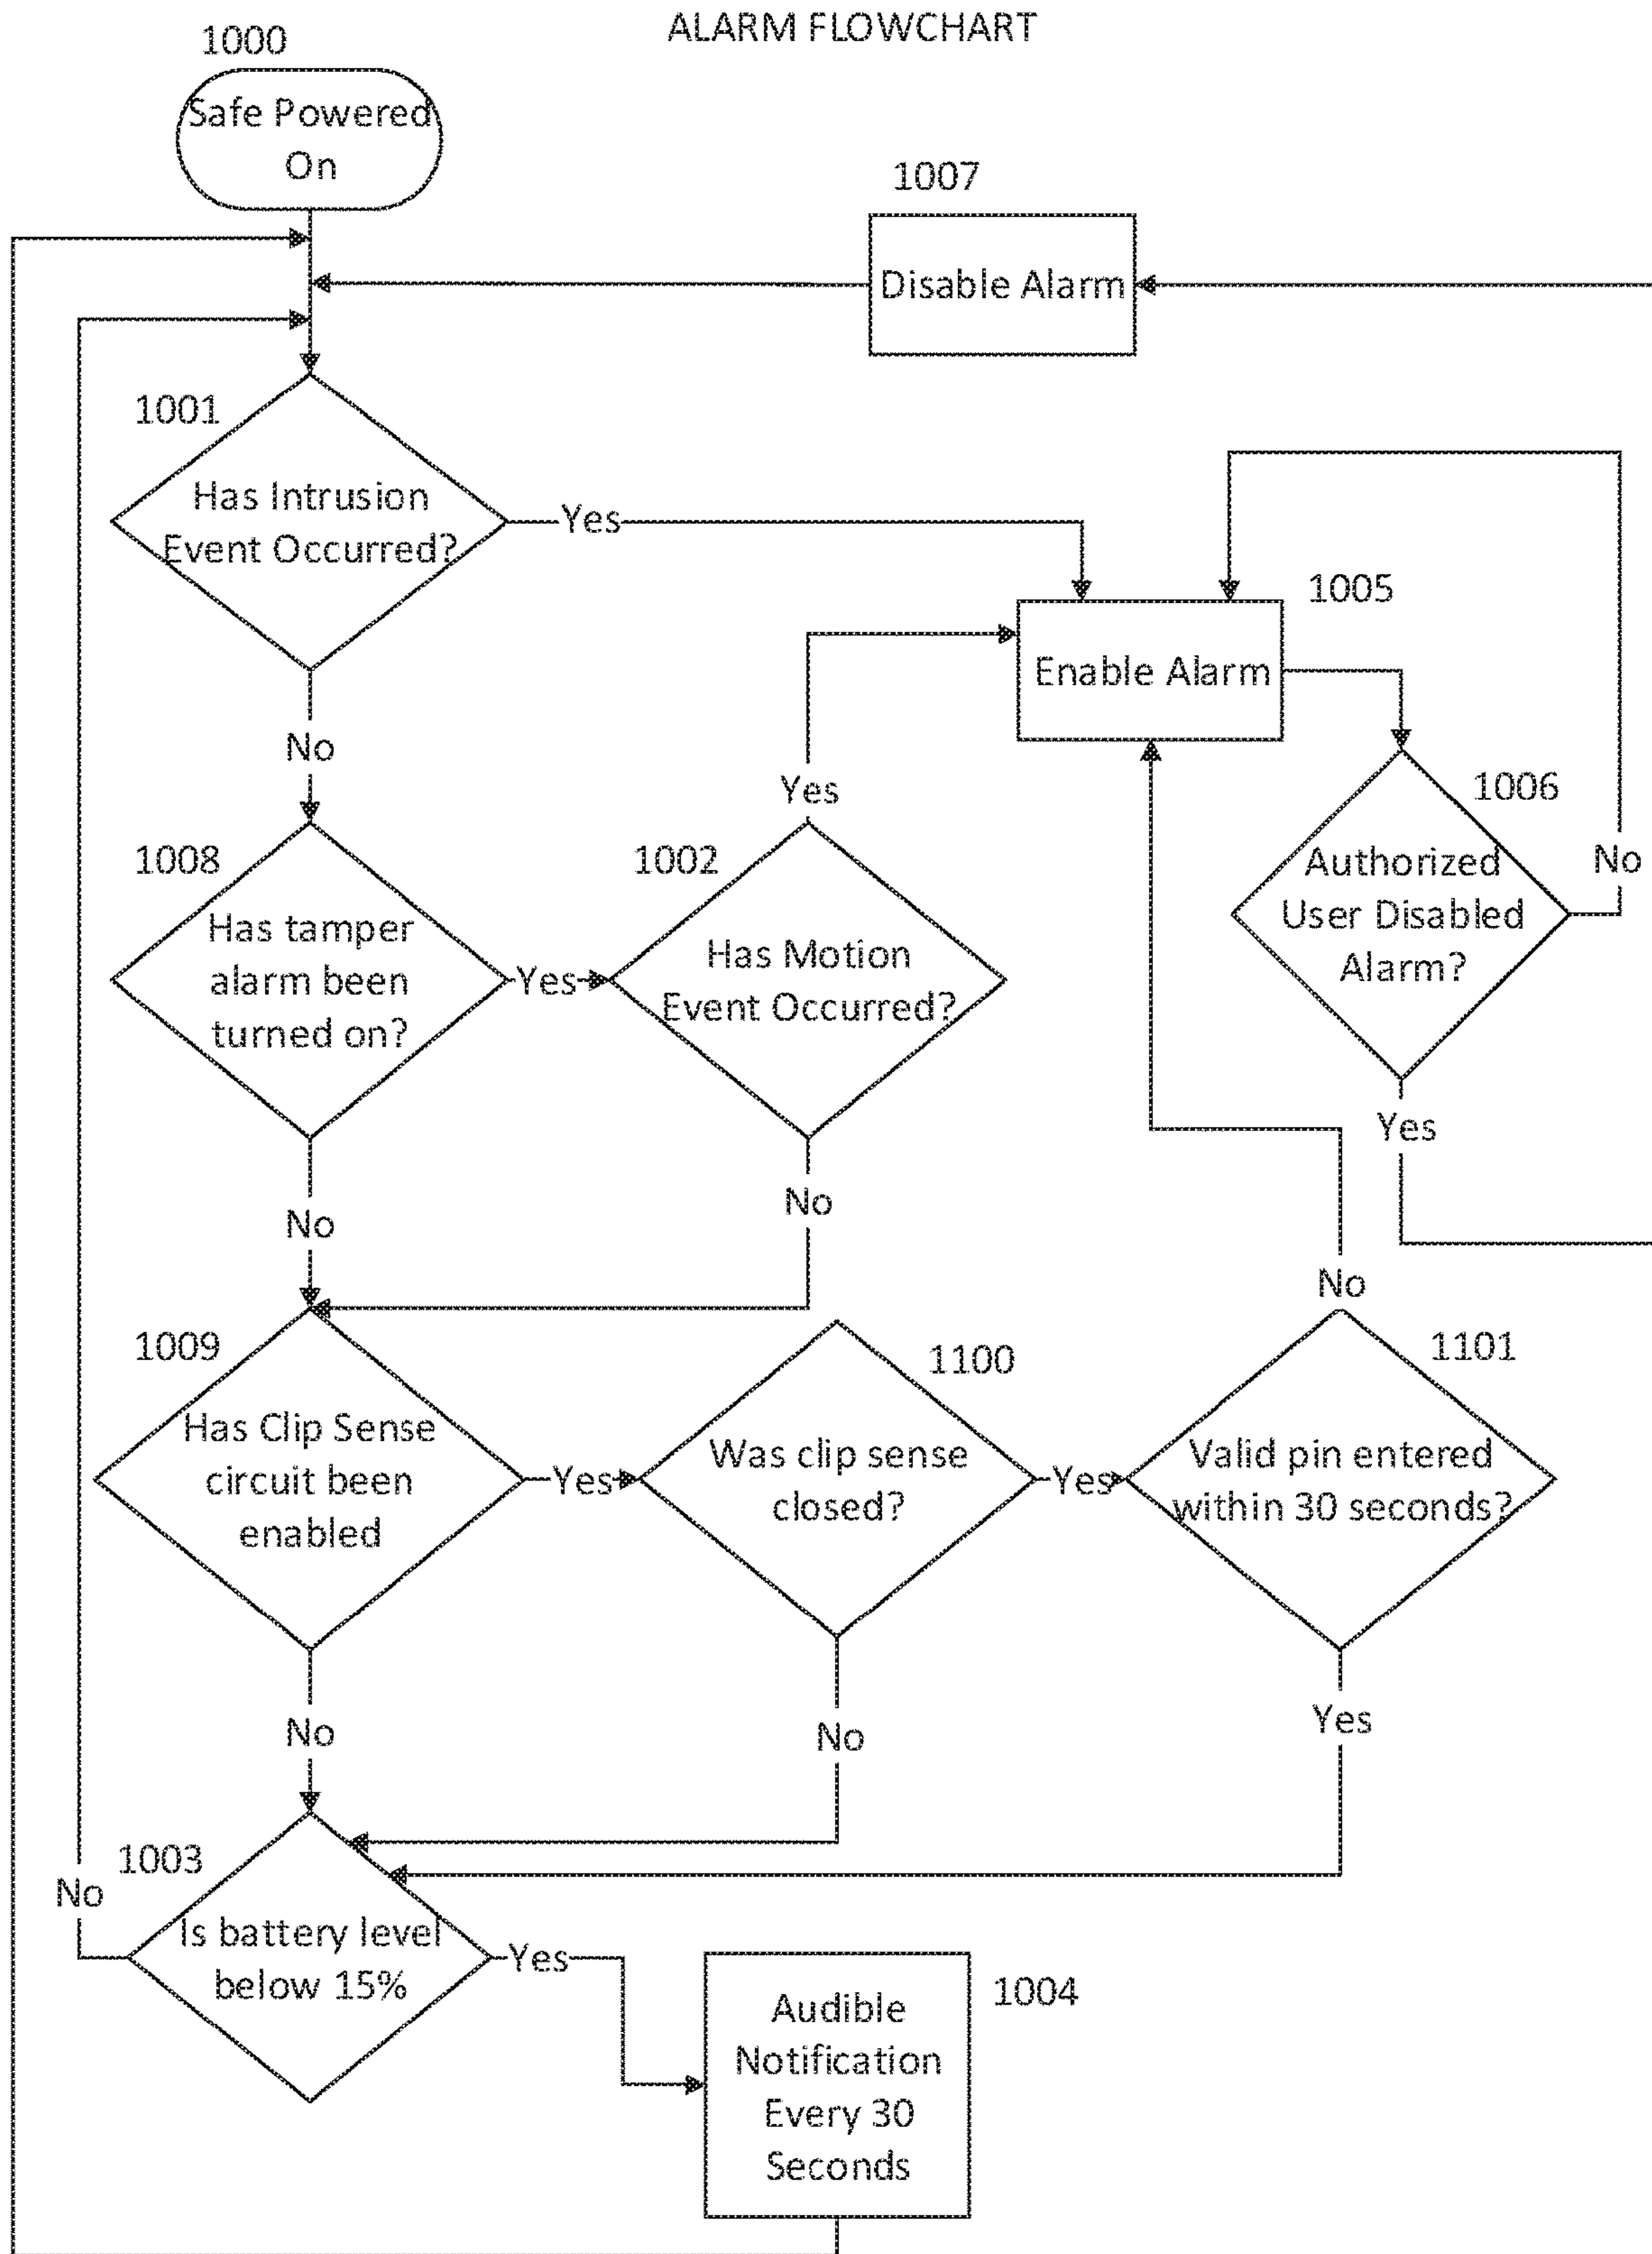 ALARM FLOWCHART
1000
Safe Powered
On
1007
Disable Alarm
1001
Has Intrusion
Event Occurred?
Yes
1005
Enable Alarm
No
Yes
1006
Authorized
User Disabled
Alarm?
No
Yes
1008
Has tamper
alarm been
turned on?
Yes
1002
Has Motion
Event Occurred?
No
No
No
1009
Has Clip Sense
circuit been
enabled
Yes
1100
Was clip sense
closed?
Yes
1101
Valid pin entered
within 30 seconds?
No
No
Yes
1003
No
Is battery level
below 15%
Yes
1004
Audible
Notification
Every 30
Seconds